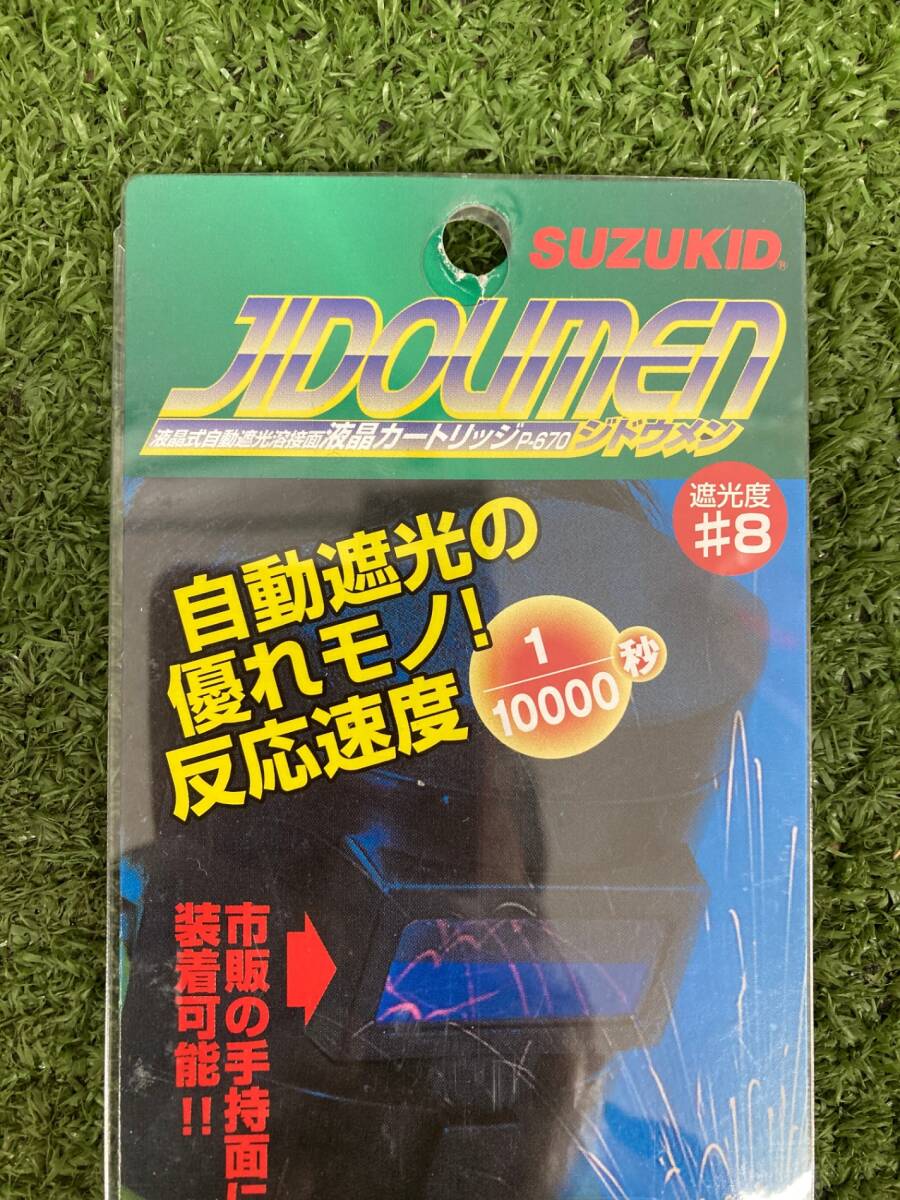 SUZUKID®
JIDOUMEN
液晶式自動遮光溶接面 液晶カートリッジ P-670 ジドウメン
遮光度
#8
自動遮光の
優れモノ!
反応速度
1/10000 秒
市販の手持面に
装着可能!!